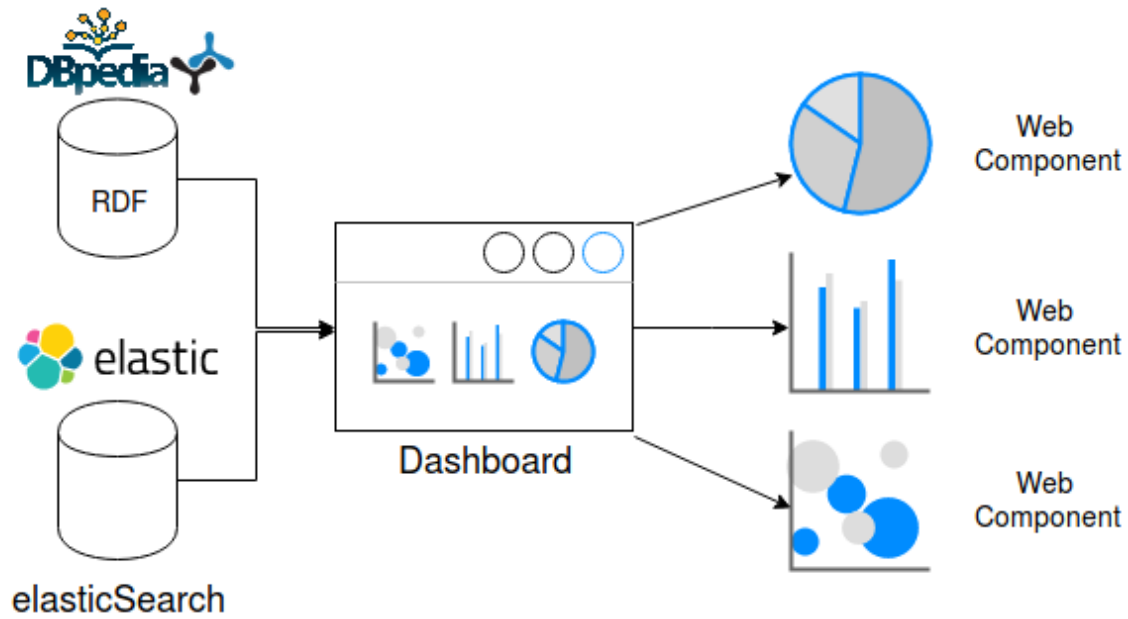 DBpedia
RDF
elastic
elasticSearch
Dashboard
Web
Component
Web
Component
Web
Component